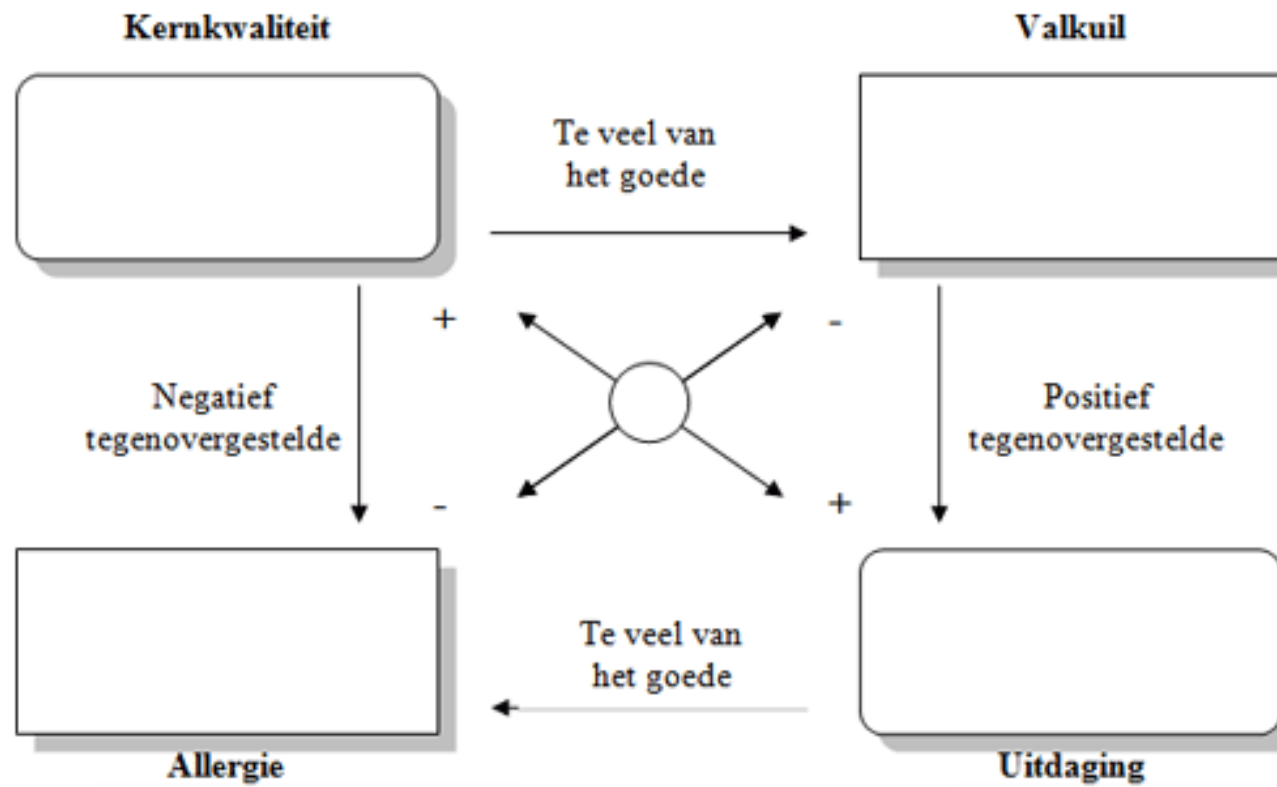 Kernkwaliteit
Valkuil
Te veel van
het goede
+
-
Negatief
tegenovergestelde
Positief
tegenovergestelde
-
+
Te veel van
het goede
Allergie
Uitdaging